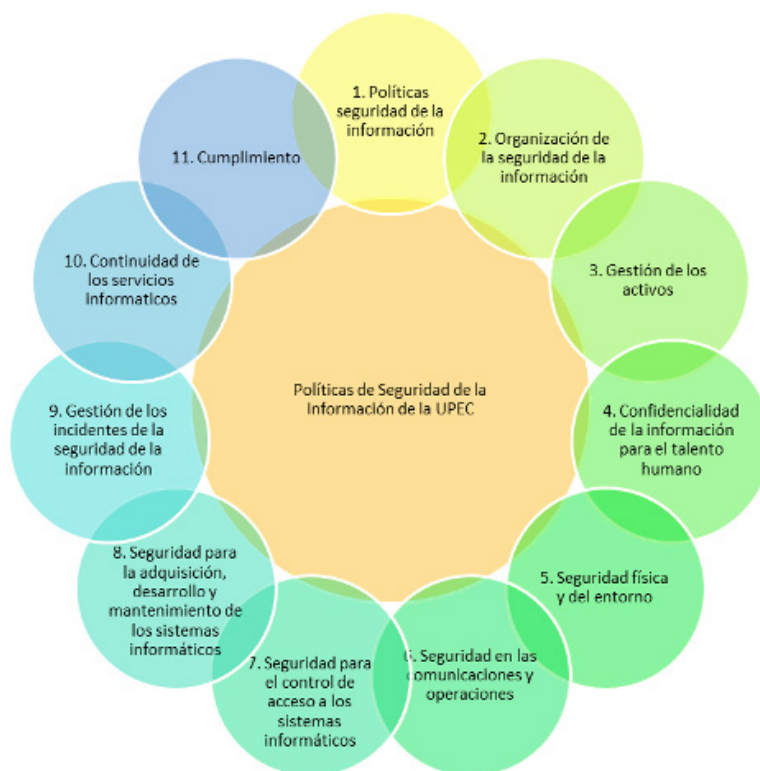 1. Políticas
seguridad de la
información
2. Organización de
la seguridad de la
información
3. Gestión de los
activos
4. Confidencialidad
de la información
para el talento
humano
5. Seguridad física
y del entorno
6. Seguridad en las
comunicaciones y
operaciones
7. Seguridad para
el control de
acceso a los
sistemas
informáticos
8. Seguridad para
la adquisición,
desarrollo y
mantenimiento de
los sistemas
informáticos
9. Gestión de los
incidentes de la
seguridad de la
información
10. Continuidad de
los servicios
informaticos
11. Cumplimiento
Políticas de Seguridad de la
Información de la UPEC